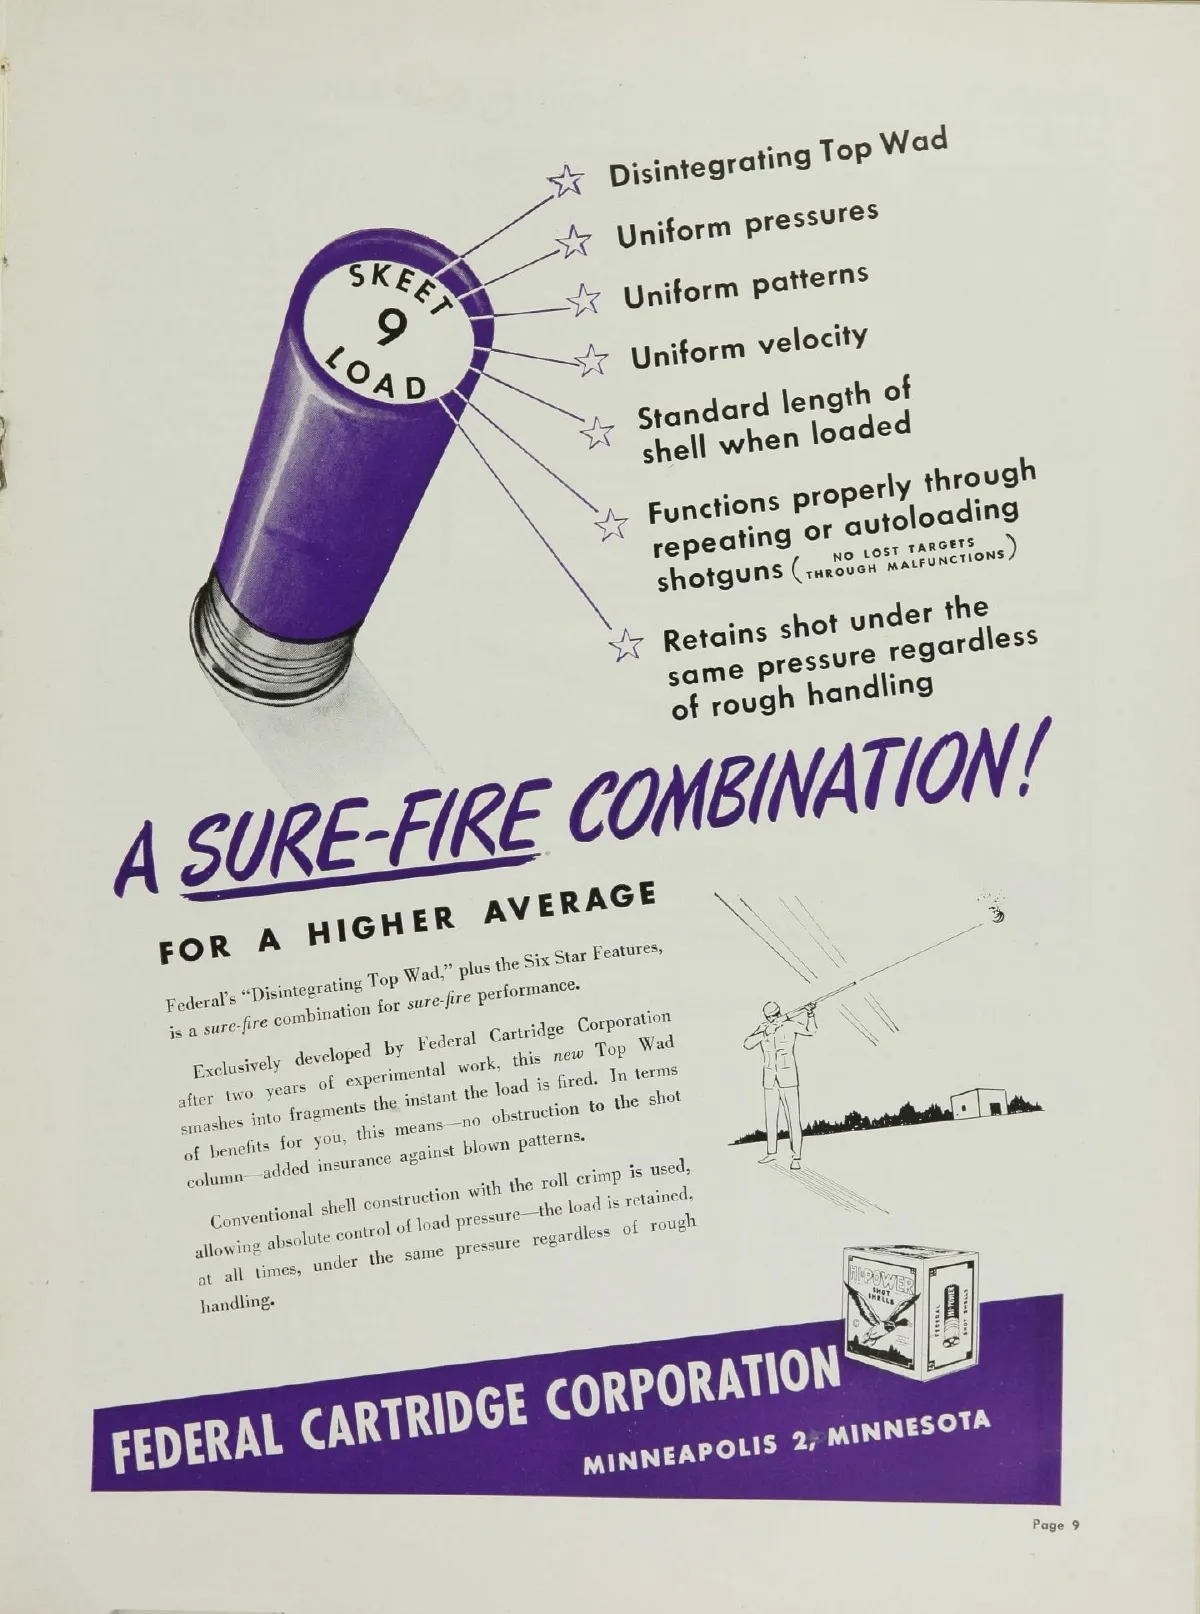 Disintegrating Top Wad
Uniform pressures
Uniform patterns
Uniform velocity
Standard length of
shell when loaded
Functions properly through
repeating or autoloading
shotguns (NO LOST TARGETS
THROUGH MALFUNCTIONS)
Retains shot under the
same pressure regardless
of rough handling
SKEET
9
LOAD
A SURE-FIRE COMBINATION!
FOR A HIGHER AVERAGE
Federal's "Disintegrating Top Wad," plus the Six Star Features,
is a sure-fire combination for sure-fire performance.
Exclusively developed by Federal Cartridge Corporation
after two years of experimental work, this new Top Wad
smashes into fragments the instant the load is fired. In terms
of benefits for you, this means—no obstruction to the shot
column—added insurance against blown patterns.
Conventional shell construction with the roll crimp is used,
allowing absolute control of load pressure—the load is retained,
at all times, under the same pressure regardless of rough
handling.
HI-POWER
SHOT
SHELLS
FEDERAL
HI-POWER
SHOT SHELLS
FEDERAL CARTRIDGE CORPORATION
MINNEAPOLIS 2, MINNESOTA
Page 9